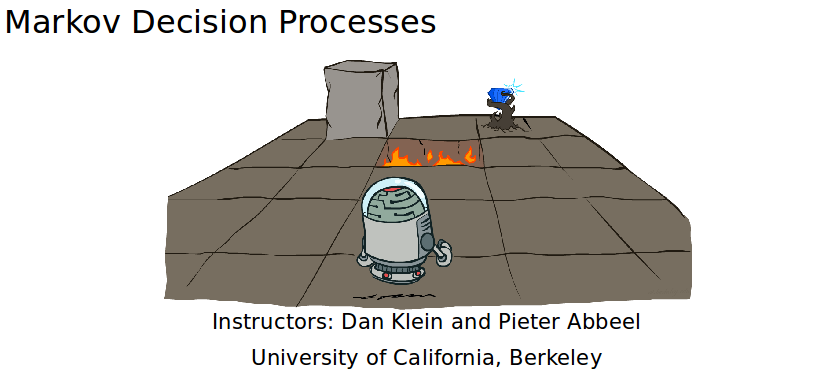 Markov Decision Processes
Instructors: Dan Klein and Pieter Abbeel
University of California, Berkeley